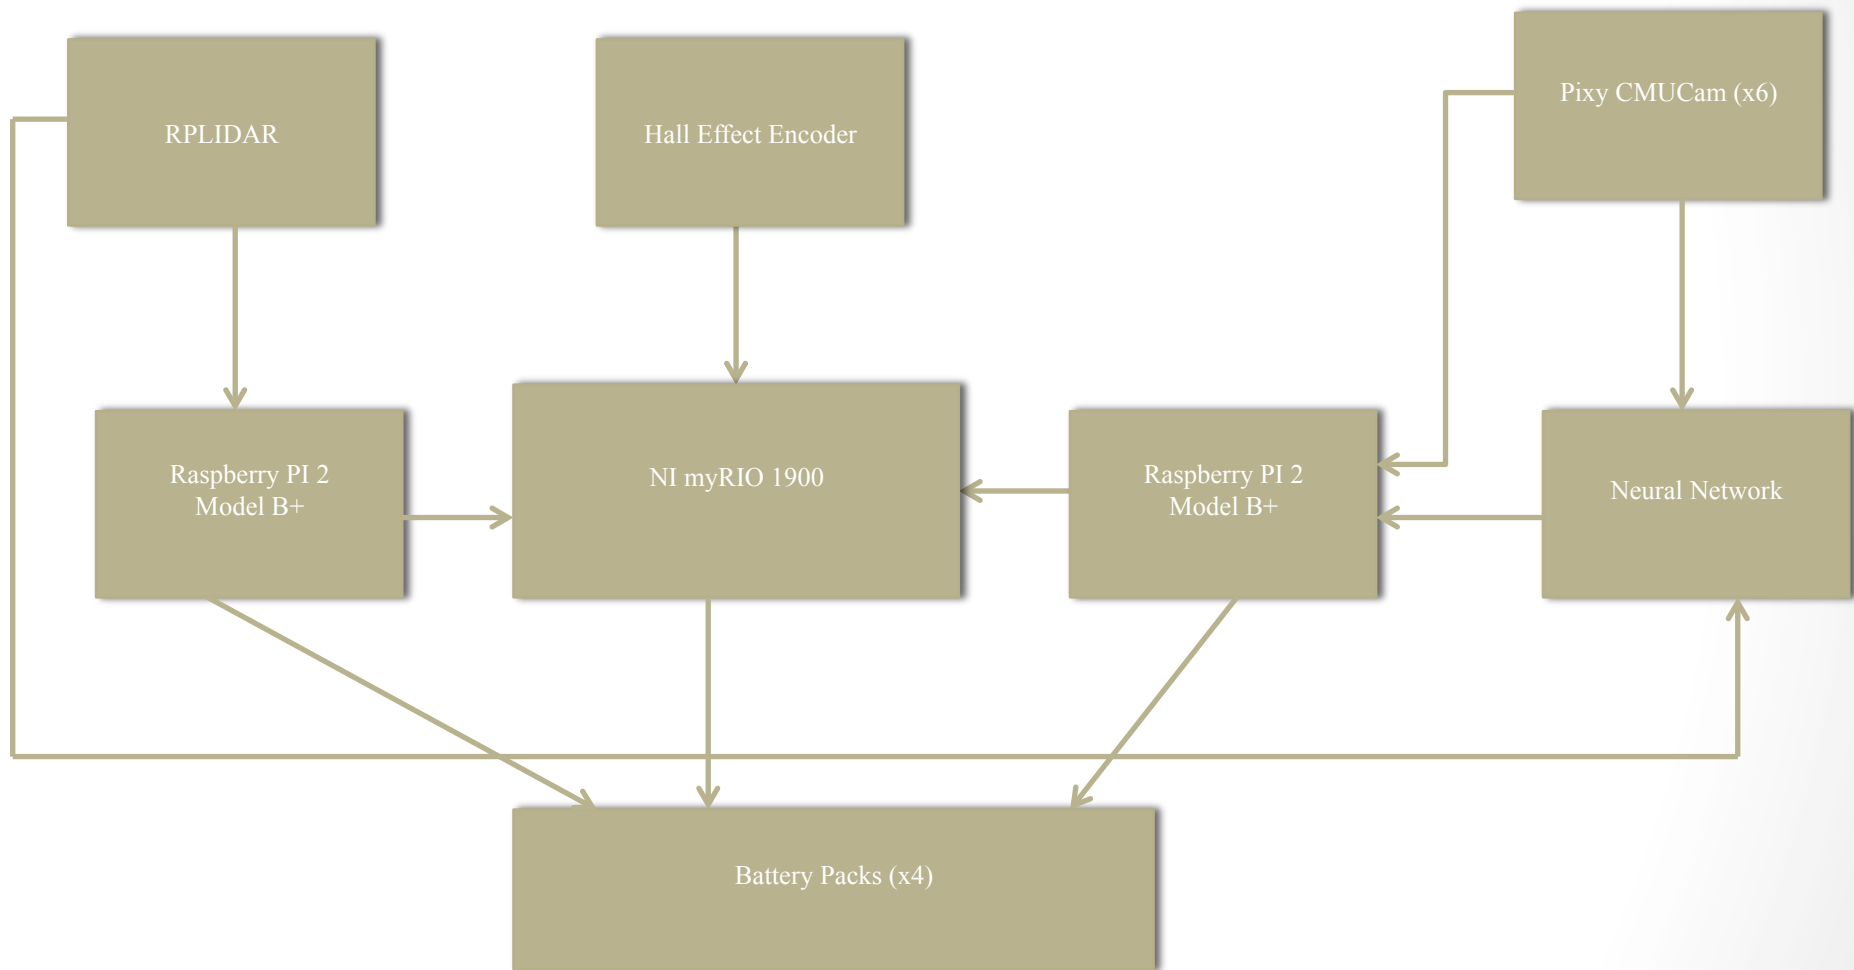 RPLIDAR
Hall Effect Encoder
Pixy CMUCam (x6)
Raspberry PI 2
Model B+
NI myRIO 1900
Raspberry PI 2
Model B+
Neural Network
Battery Packs (x4)